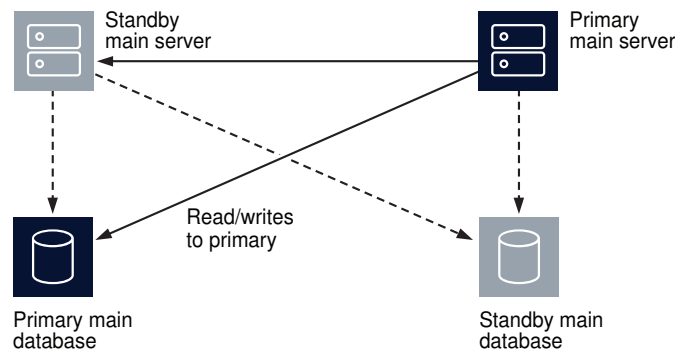 Standby
main server
Primary
main server
Read/writes
to primary
Primary main
database
Standby main
database